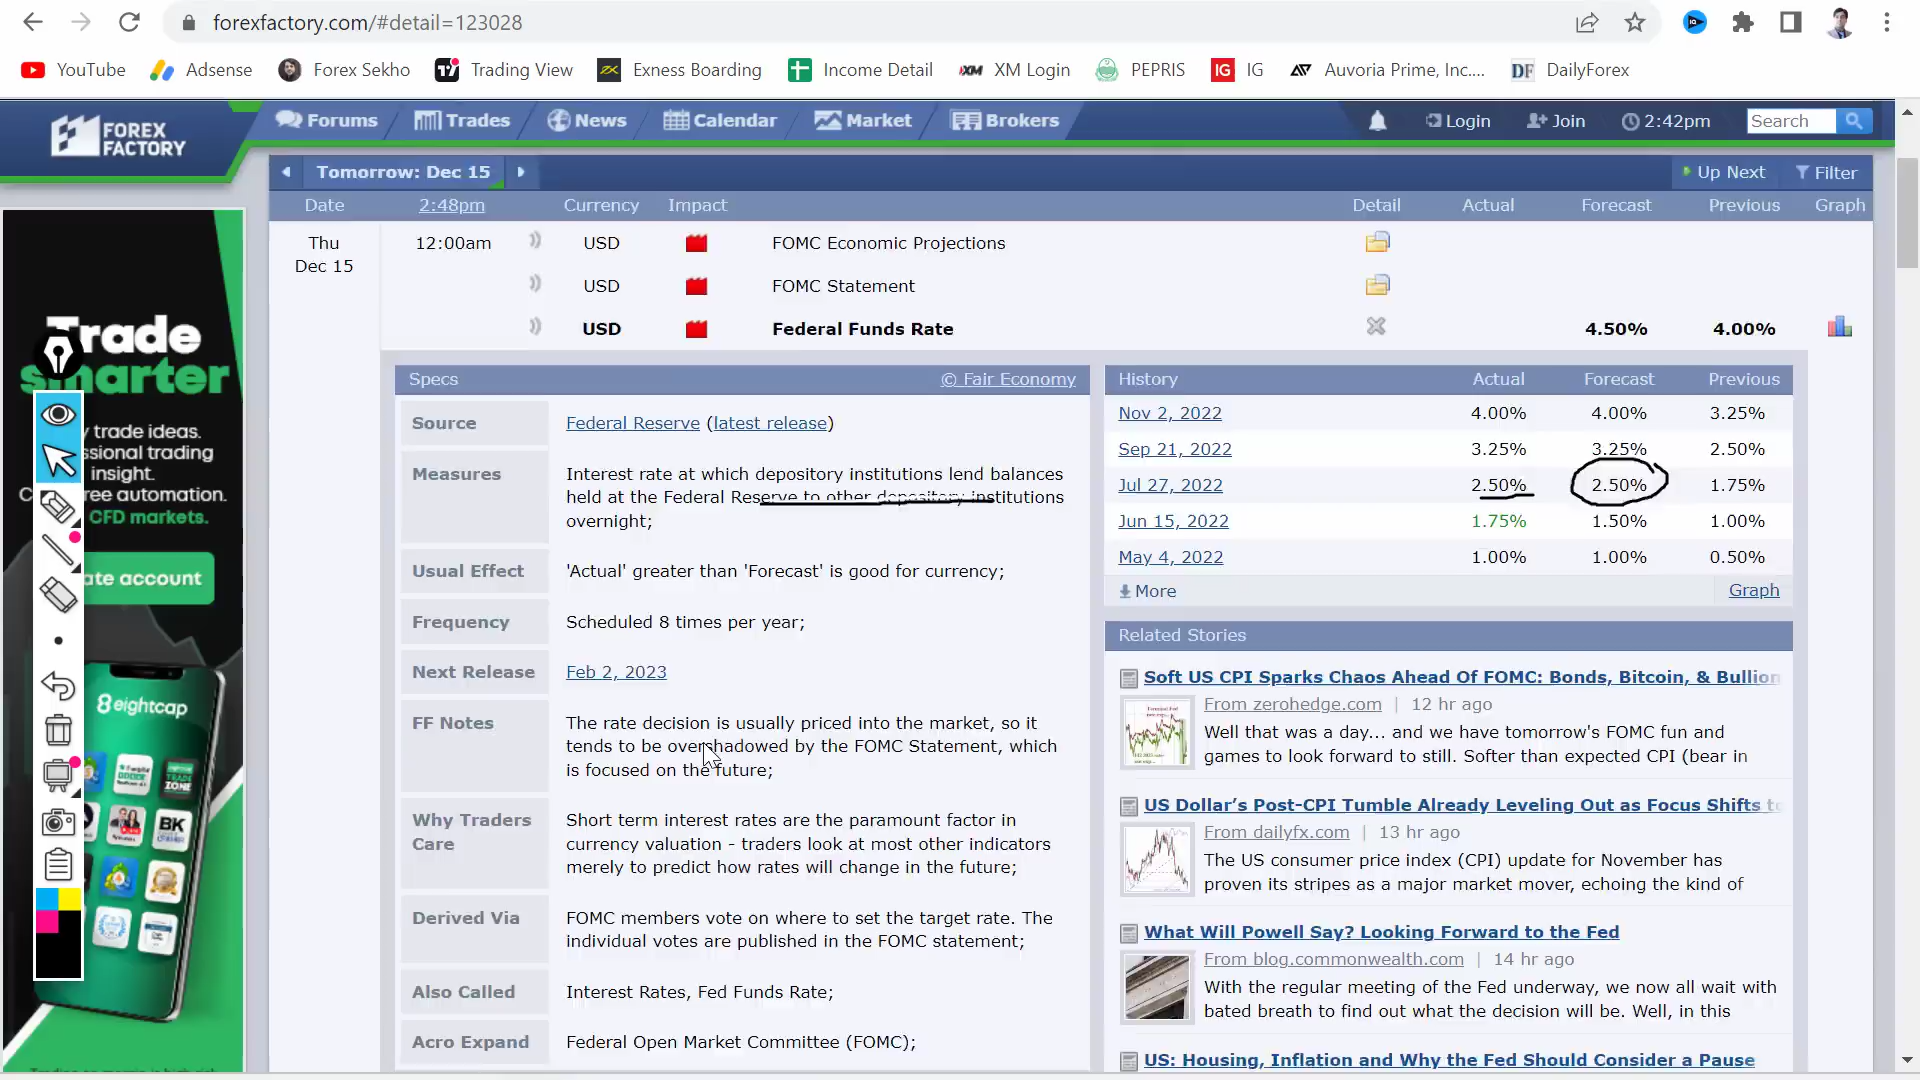 forexfactory.com/#detail=123028
YouTube Adsense Forex Sekho Trading View Exness Boarding Income Detail XM Login PEPRIS IG Auvoria Prime, Inc.... DailyForex
FOREX
FACTORY
Forums Trades News Calendar Market Brokers Login Join 2:42pm Search
Tomorrow: Dec 15 Up Next Filter
Date 2:48pm Currency Impact Detail Actual Forecast Previous Graph
Thu 12:00am USD FOMC Economic Projections
Dec 15
USD FOMC Statement
USD Federal Funds Rate 4.50% 4.00%
Specs © Fair Economy
Source Federal Reserve (latest release)
Measures Interest rate at which depository institutions lend balances
held at the Federal Reserve to other depository institutions
overnight;
Usual Effect 'Actual' greater than 'Forecast' is good for currency;
Frequency Scheduled 8 times per year;
Next Release Feb 2, 2023
FF Notes The rate decision is usually priced into the market, so it
tends to be overshadowed by the FOMC Statement, which
is focused on the future;
Why Traders Care Short term interest rates are the paramount factor in
currency valuation - traders look at most other indicators
merely to predict how rates will change in the future;
Derived Via FOMC members vote on where to set the target rate. The
individual votes are published in the FOMC statement;
Also Called Interest Rates, Fed Funds Rate;
Acro Expand Federal Open Market Committee (FOMC);
History Actual Forecast Previous
Nov 2, 2022 4.00% 4.00% 3.25%
Sep 21, 2022 3.25% 3.25% 2.50%
Jul 27, 2022 2.50% 2.50% 1.75%
Jun 15, 2022 1.75% 1.50% 1.00%
May 4, 2022 1.00% 1.00% 0.50%
More Graph
Related Stories
Soft US CPI Sparks Chaos Ahead Of FOMC: Bonds, Bitcoin, & Bullion
From zerohedge.com | 12 hr ago
Well that was a day... and we have tomorrow's FOMC fun and
games to look forward to still. Softer than expected CPI (bear in
US Dollar’s Post-CPI Tumble Already Leveling Out as Focus Shifts to
From dailyfx.com | 13 hr ago
The US consumer price index (CPI) update for November has
proven its stripes as a major market mover, echoing the kind of
What Will Powell Say? Looking Forward to the Fed
From blog.commonwealth.com | 14 hr ago
With the regular meeting of the Fed underway, we now all wait with
bated breath to find out what the decision will be. Well, in this
US: Housing, Inflation and Why the Fed Should Consider a Pause
Trade
smarter
trade ideas.
trading
insight.
automation.
CFD markets.
account
8eightcap
BK